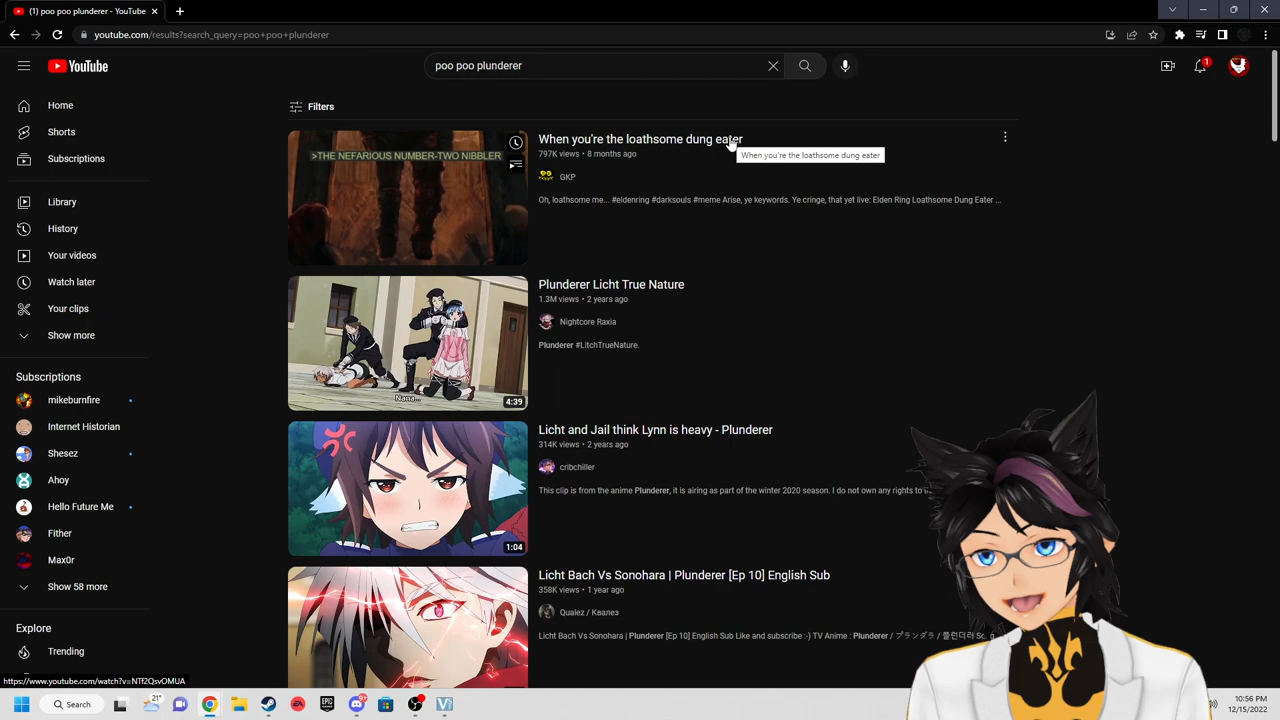 (1) poo poo plunderer - YouTube
youtube.com/results?search_query=poo+poo+plunderer
YouTube
poo poo plunderer
1
Home
Shorts
Subscriptions
Library
History
Your videos
Watch later
Your clips
Show more
Subscriptions
mikeburnfire
Internet Historian
Shesez
Ahoy
Hello Future Me
Fither
Max0r
Show 58 more
Explore
Trending
Filters
>THE NEFARIOUS NUMBER-TWO NIBBLER
When you're the loathsome dung eater
797K views • 8 months ago
When you're the loathsome dung eater
GKP
Oh, loathsome me... #eldenring #darksouls #meme Arise, ye keywords. Ye cringe, that yet live: Elden Ring Loathsome Dung Eater ...
Nana...
4:39
Plunderer Licht True Nature
1.3M views • 2 years ago
Nightcore Raxia
Plunderer #LitchTrueNature.
1:04
Licht and Jail think Lynn is heavy - Plunderer
314K views • 2 years ago
cribchiller
This clip is from the anime Plunderer, it is airing as part of the winter 2020 season. I do not own any rights to
Licht Bach Vs Sonohara | Plunderer [Ep 10] English Sub
358K views • 1 year ago
Qualez / Квалез
Licht Bach Vs Sonohara | Plunderer [Ep 10] English Sub Like and subscribe :-) TV Anime : Plunderer / プランダラ / 플런더러
https://www.youtube.com/watch?v=NTf2QsvOMUA
Search
21°
EA
EPIC
10:56 PM
12/15/2022